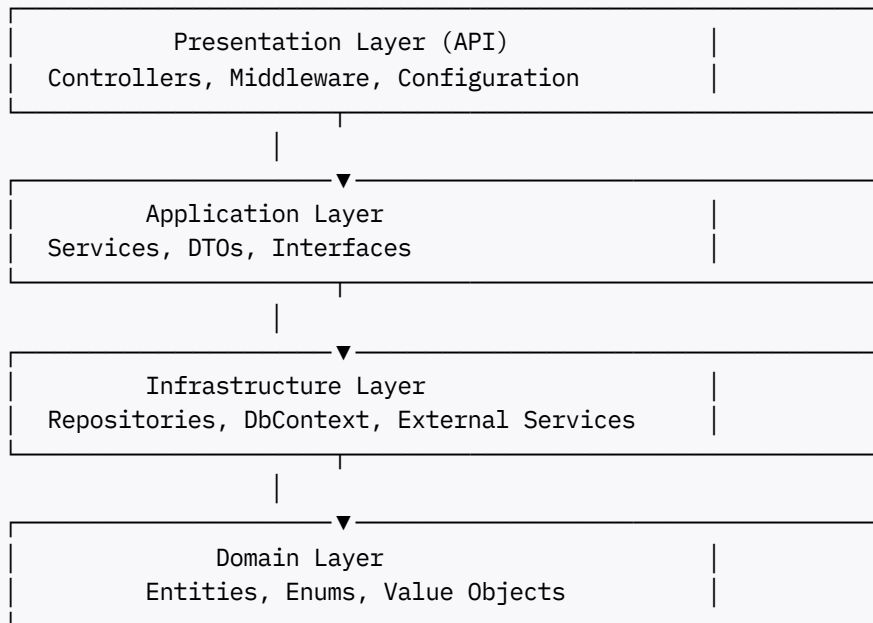 Presentation Layer (API)
Controllers, Middleware, Configuration
Application Layer
Services, DTOs, Interfaces
Infrastructure Layer
Repositories, DbContext, External Services
Domain Layer
Entities, Enums, Value Objects